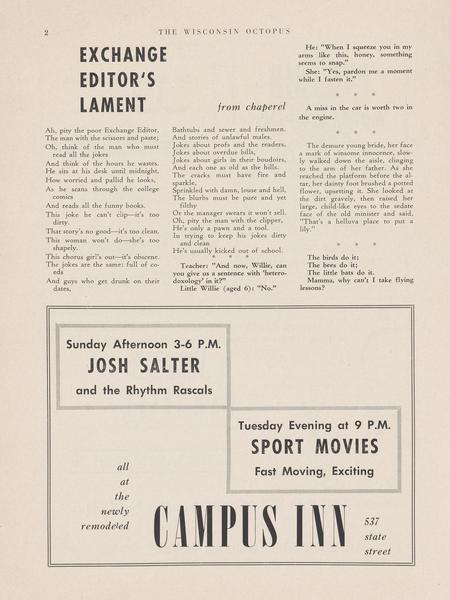 2
THE WISCONSIN OCTOPUS
EXCHANGE
EDITOR'S
LAMENT
from chaperel
Ah, pity the poor Exchange Editor,
The man with the scissors and paste;
Oh, think of the man who must
read all the jokes
And think of the hours he wastes.
He sits at his desk until midnight,
How worried and pallid he looks,
As he scans through the college
comics
And reads all the funny books.
This joke he can't clip—it's too
dirty.
That story's no good—it's too clean.
This woman won't do—she's too
shapely.
This chorus girl's out—it's obscene.
The jokes are the same: full of co-
eds
And guys who get drunk on their
dates,
Bathtubs and sewer and freshmen.
And stories of unlawful males.
Jokes about profs and the readers,
Jokes about overdue bills,
Jokes about girls in their boudoirs,
And each one as old as the hills.
The cracks must have fire and
sparkle,
Sprinkled with damn, louse and hell,
The blurbs must be pure and yet
filthy
Or the manager swears it won't sell.
Oh, pity the man with the clipper,
He's only a pawn and a tool.
In trying to keep his jokes dirty
and clean
He's usually kicked out of school.
* * *
Teacher: "And now, Willie, can
you give us a sentence with 'hetero-
doxology' in it?"
Little Willie (aged 6): "No."
He: "When I squeeze you in my
arms like this, honey, something
seems to snap."
She: "Yes, pardon me a moment
while I fasten it."
* * *
A miss in the car is worth two in
the engine.
* * *
The demure young bride, her face
a mark of winsome innocence, slow-
ly walked down the aisle, clinging
to the arm of her father. As she
reached the platform before the al-
tar, her dainty foot brushed a potted
flower, upsetting it. She looked at
the dirt gravely, then raised her
large, child-like eyes to the sedate
face of the old minister and said,
"That's a helluva place to put a
lily."
* * *
The birds do it;
The bees do it;
The little bats do it.
Mamma, why can't I take flying
lessons?
Sunday Afternoon 3-6 P.M.
JOSH SALTER
and the Rhythm Rascals
Tuesday Evening at 9 P.M.
SPORT MOVIES
Fast Moving, Exciting
all
at
the
newly
remodeled
CAMPUS INN
537
state
street